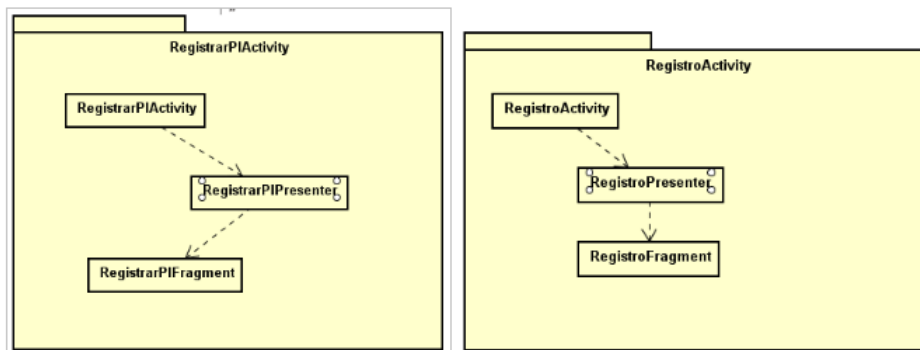 RegistrarPIActivity
RegistrarPIActivity
RegistrarPIPresenter
RegistrarPIFragment
RegistroActivity
RegistroActivity
RegistroPresenter
RegistroFragment